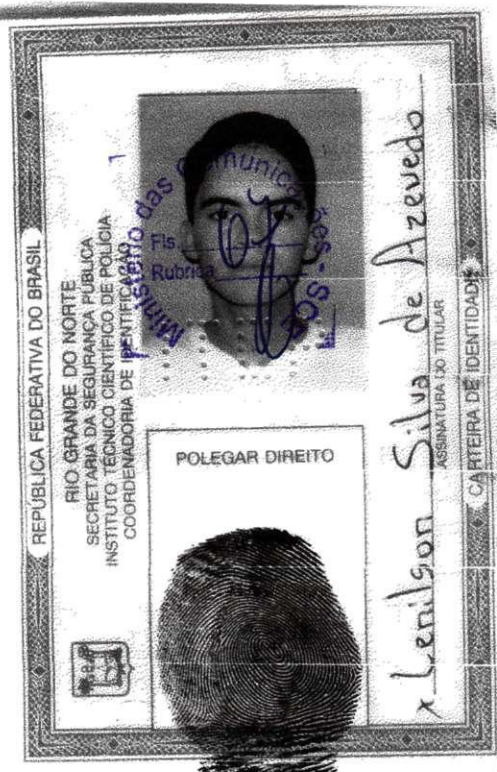 REPÚBLICA FEDERATIVA DO BRASIL
RIO GRANDE DO NORTE
SECRETARIA DA SEGURANÇA PÚBLICA
INSTITUTO TÉCNICO CIENTÍFICO DE POLÍCIA
COORDENADORIA DE IDENTIFICAÇÃO
Ministério das Comunicações - SCE
Fls.
Rubrica
POLEGAR DIREITO
x Lenilson Silva de Azevedo
ASSINATURA DO TITULAR
CARTEIRA DE IDENTIDADE